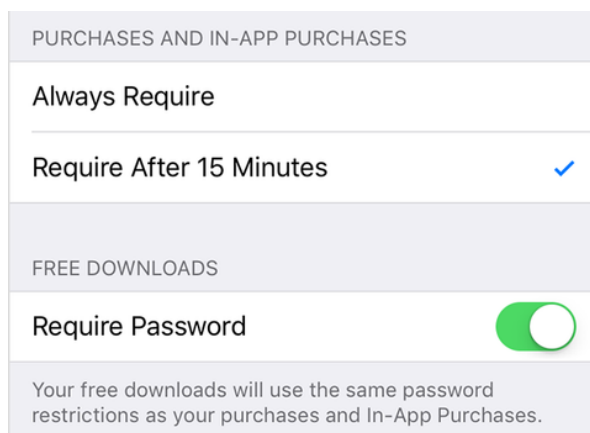 PURCHASES AND IN-APP PURCHASES
Always Require
Require After 15 Minutes
FREE DOWNLOADS
Require Password
Your free downloads will use the same password
restrictions as your purchases and In-App Purchases.